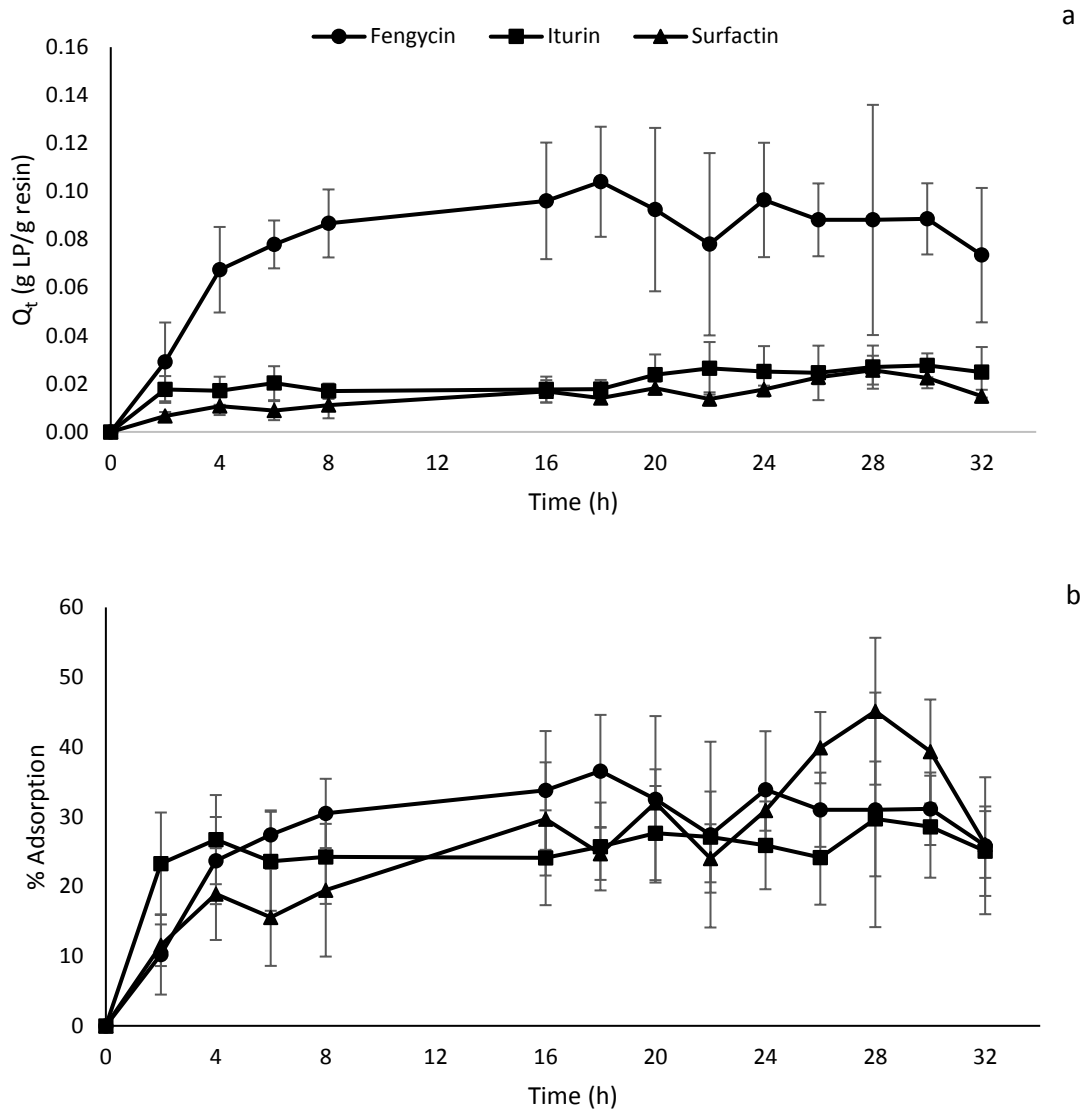 a
Fengycin Iturin Surfactin
0.16
0.14
0.12
0.10
0.08
0.06
0.04
0.02
0.00
Qt (g LP/g resin)
0 4 8 12 16 20 24 28 32
Time (h)
b
60
50
40
30
20
10
0
% Adsorption
0 4 8 12 16 20 24 28 32
Time (h)